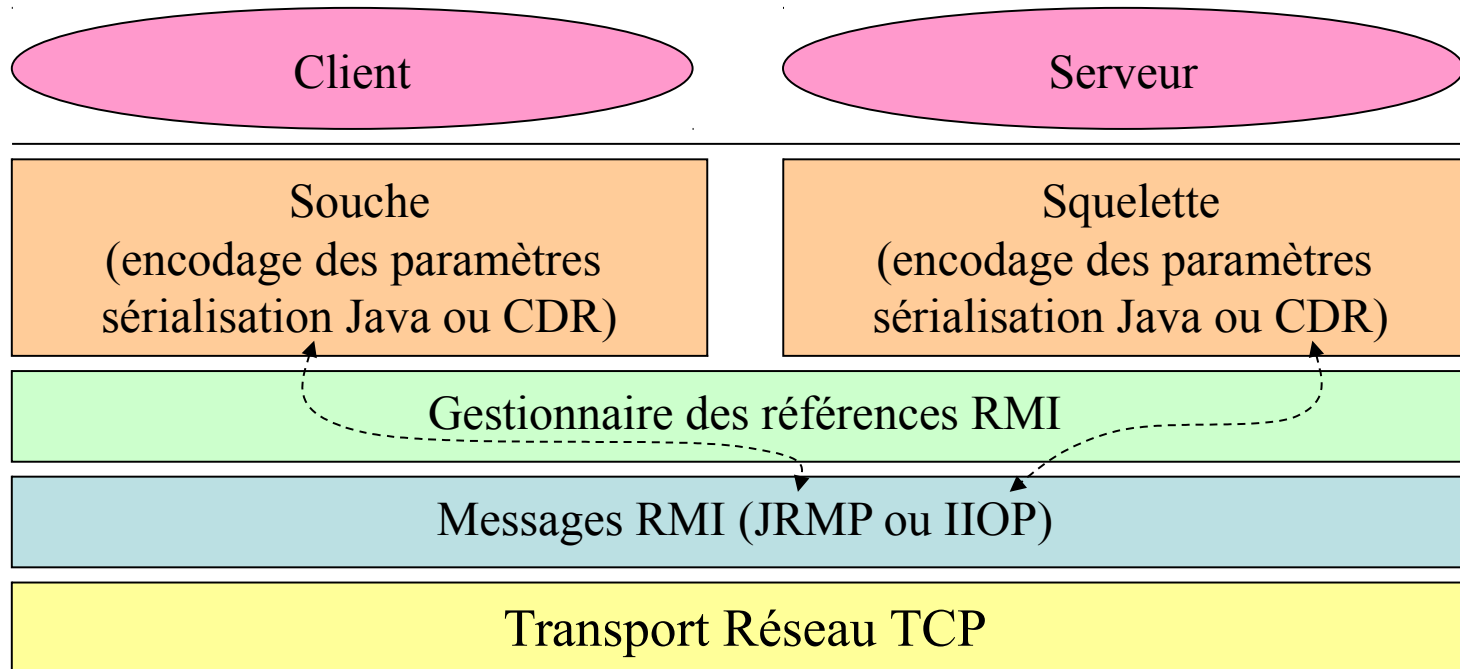 Client
Serveur
Souche
(encodage des paramètres
sérialisation Java ou CDR)
Squelette
(encodage des paramètres
sérialisation Java ou CDR)
Gestionnaire des références RMI
Messages RMI (JRMP ou IIOP)
Transport Réseau TCP